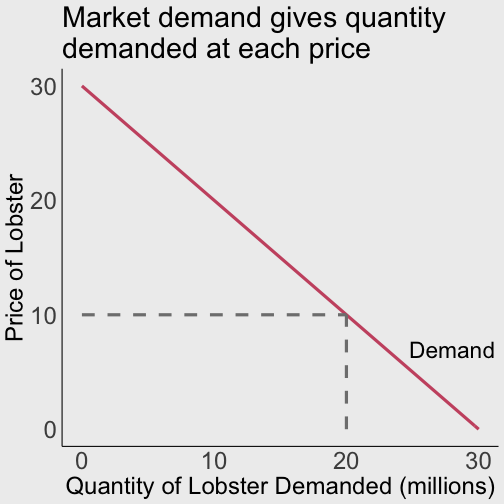 Market demand gives quantity
demanded at each price
Price of Lobster
30
20
10
0
Demand
0 10 20 30
Quantity of Lobster Demanded (millions)